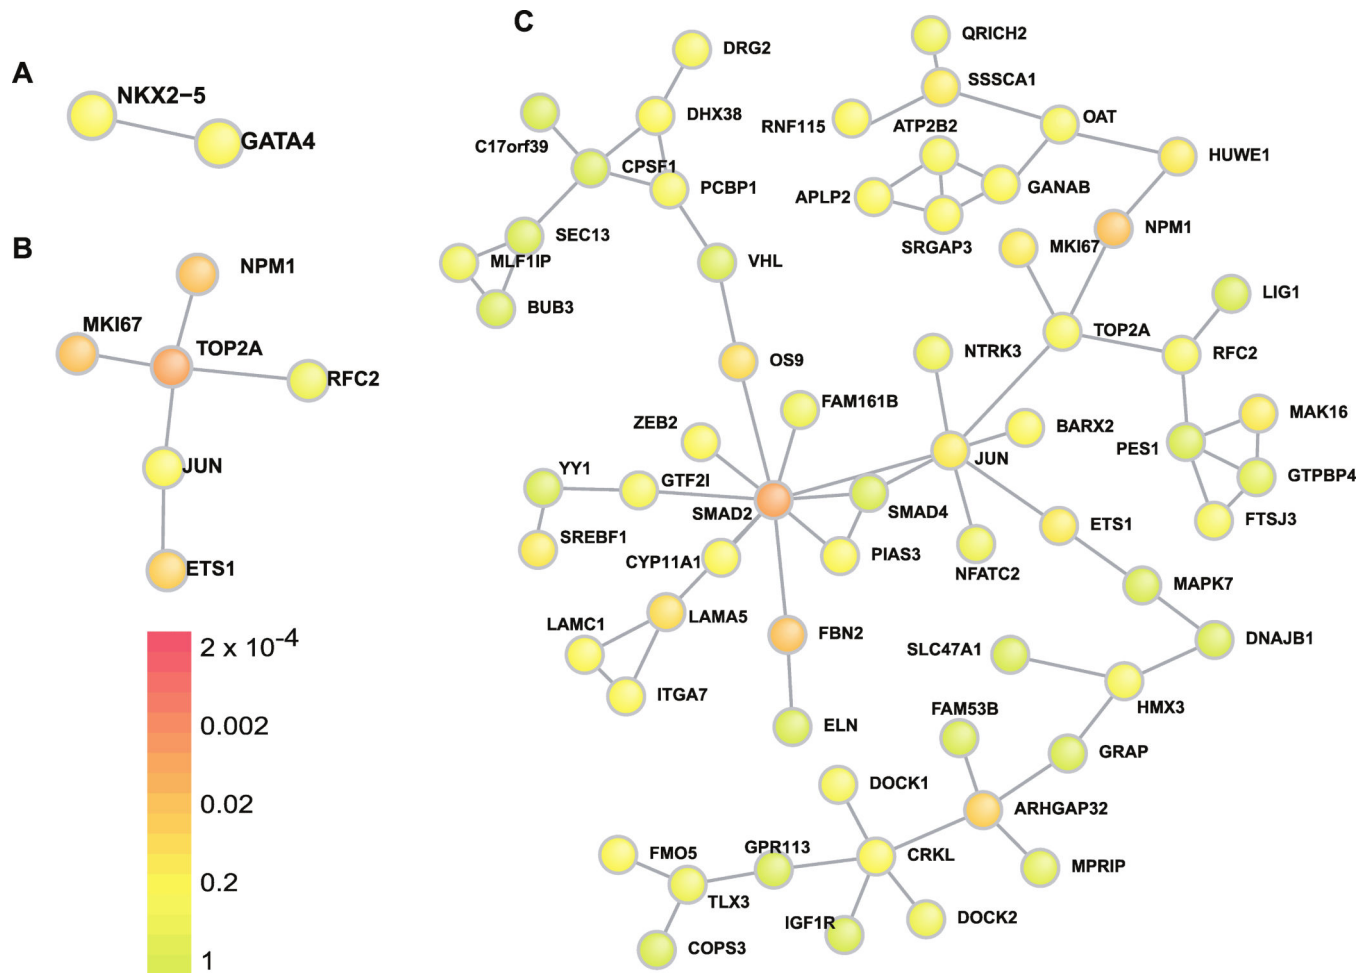 A
NKX2−5
GATA4
B
NPM1
MKI67
TOP2A
RFC2
JUN
ETS1
2 x 10−4
0.002
0.02
0.2
1
C
DRG2
QRICH2
SSSCA1
DHX38
C17orf39
CPSF1
PCBP1
RNF115
ATP2B2
OAT
HUWE1
APLP2
GANAB
SRGAP3
NPM1
MKI67
SEC13
MLF1IP
BUB3
VHL
LIG1
TOP2A
RFC2
NTRK3
OS9
FAM161B
ZEB2
BARX2
MAK16
JUN
PES1
GTPBP4
YY1
GTF2I
SMAD2
SMAD4
ETS1
FTSJ3
SREBF1
CYP11A1
PIAS3
NFATC2
MAPK7
LAMC1
LAMA5
FBN2
SLC47A1
DNAJB1
ITGA7
HMX3
ELN
FAM53B
GRAP
DOCK1
ARHGAP32
FMO5
GPR113
CRKL
MPRIP
TLX3
IGF1R
DOCK2
COPS3